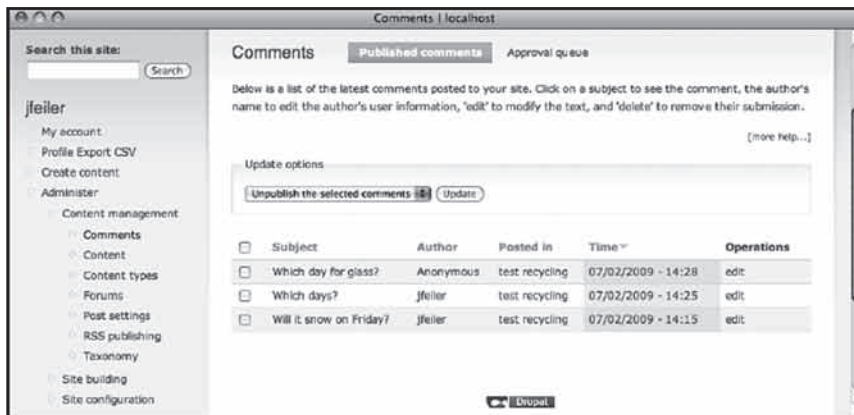 Comments | localhost
Search this site:
Search
jfeiler
My account
Profile Export CSV
Create content
Administer
Content management
Comments
Content
Content types
Forums
Post settings
RSS publishing
Taxonomy
Site building
Site configuration
Comments Published comments Approval queue
Below is a list of the latest comments posted to your site. Click on a subject to see the comment, the author's
name to edit the author's user information, 'edit' to modify the text, and 'delete' to remove their submission.
[more help...]
Update options
Unpublish the selected comments Update
Subject Author Posted in Time Operations
Which day for glass? Anonymous test recycling 07/02/2009 - 14:28 edit
Which days? jfeiler test recycling 07/02/2009 - 14:25 edit
Will it snow on Friday? jfeiler test recycling 07/02/2009 - 14:15 edit
Drupal